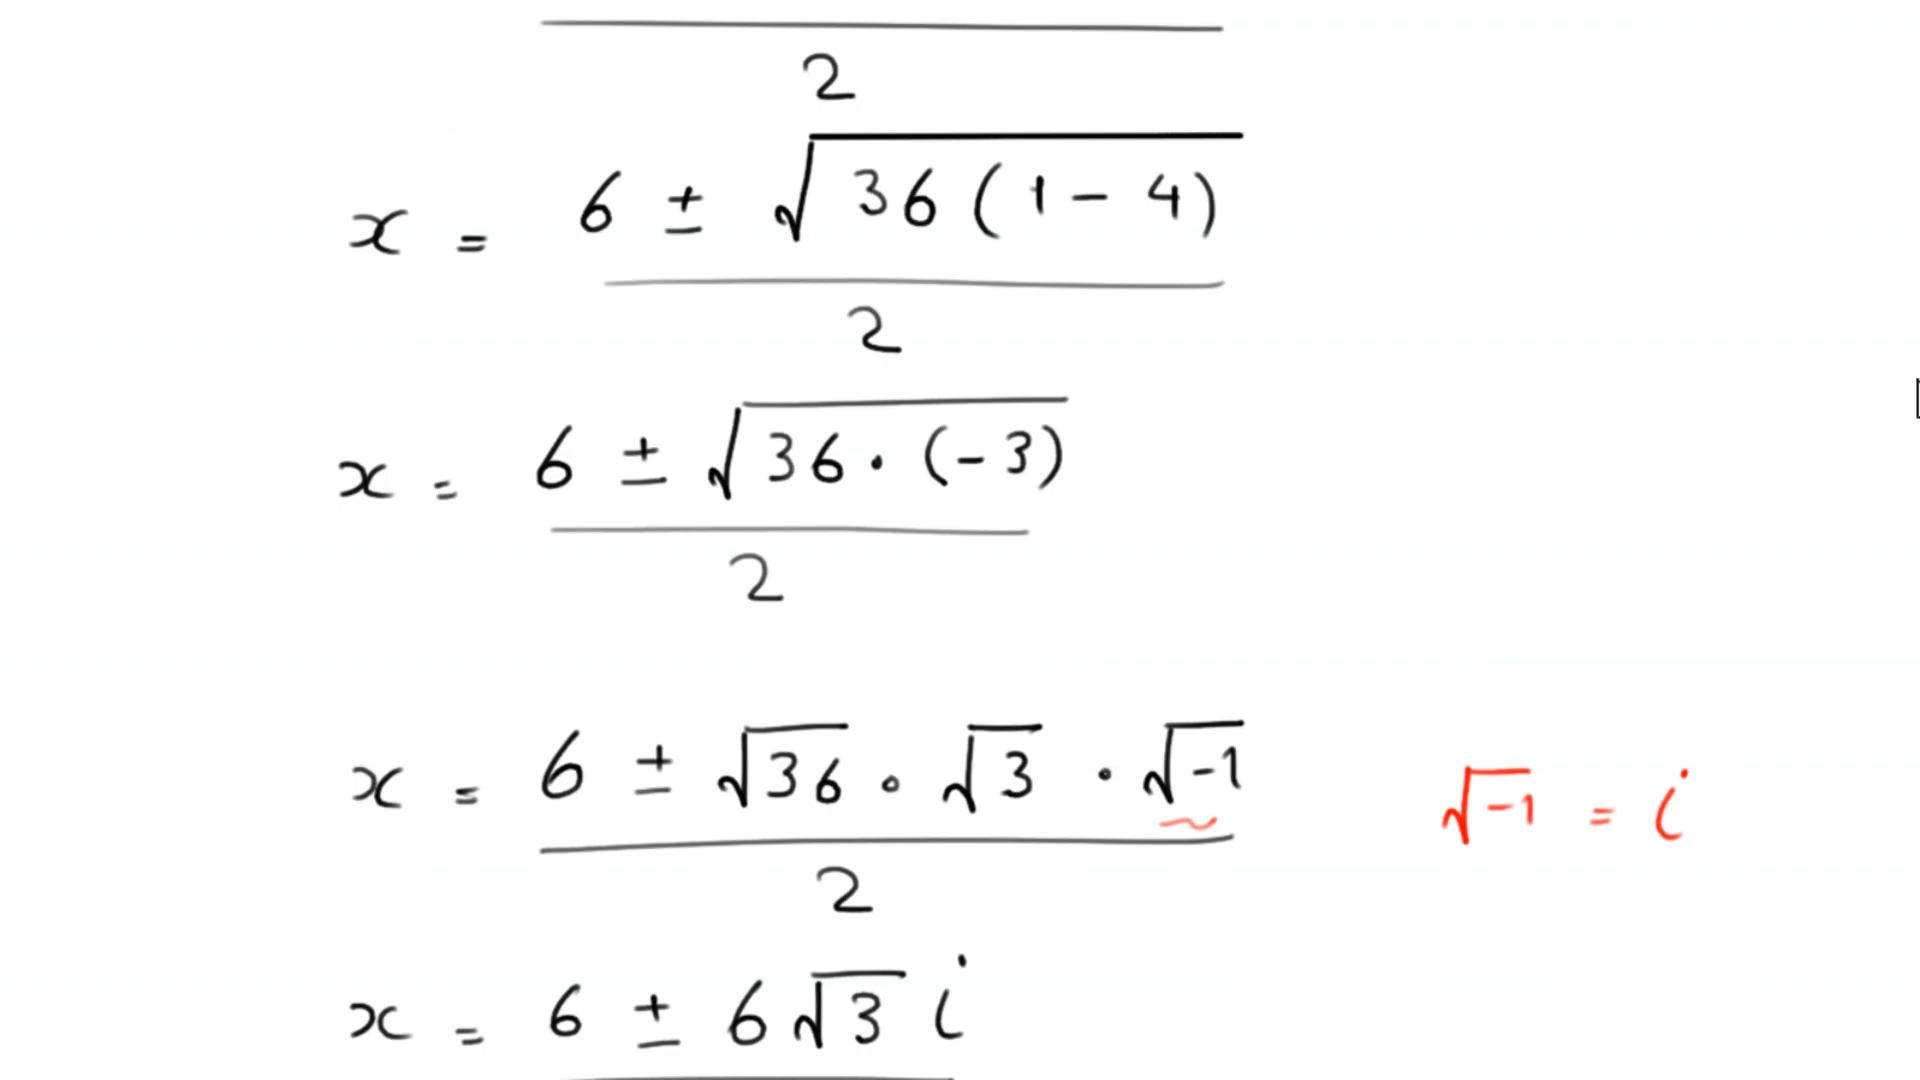 2
x = 6 ± √36(1 - 4)
2
x = 6 ± √36 · (-3)
2
x = 6 ± √36 · √3 · √-1
2
√-1 = i
x = 6 ± 6√3 i